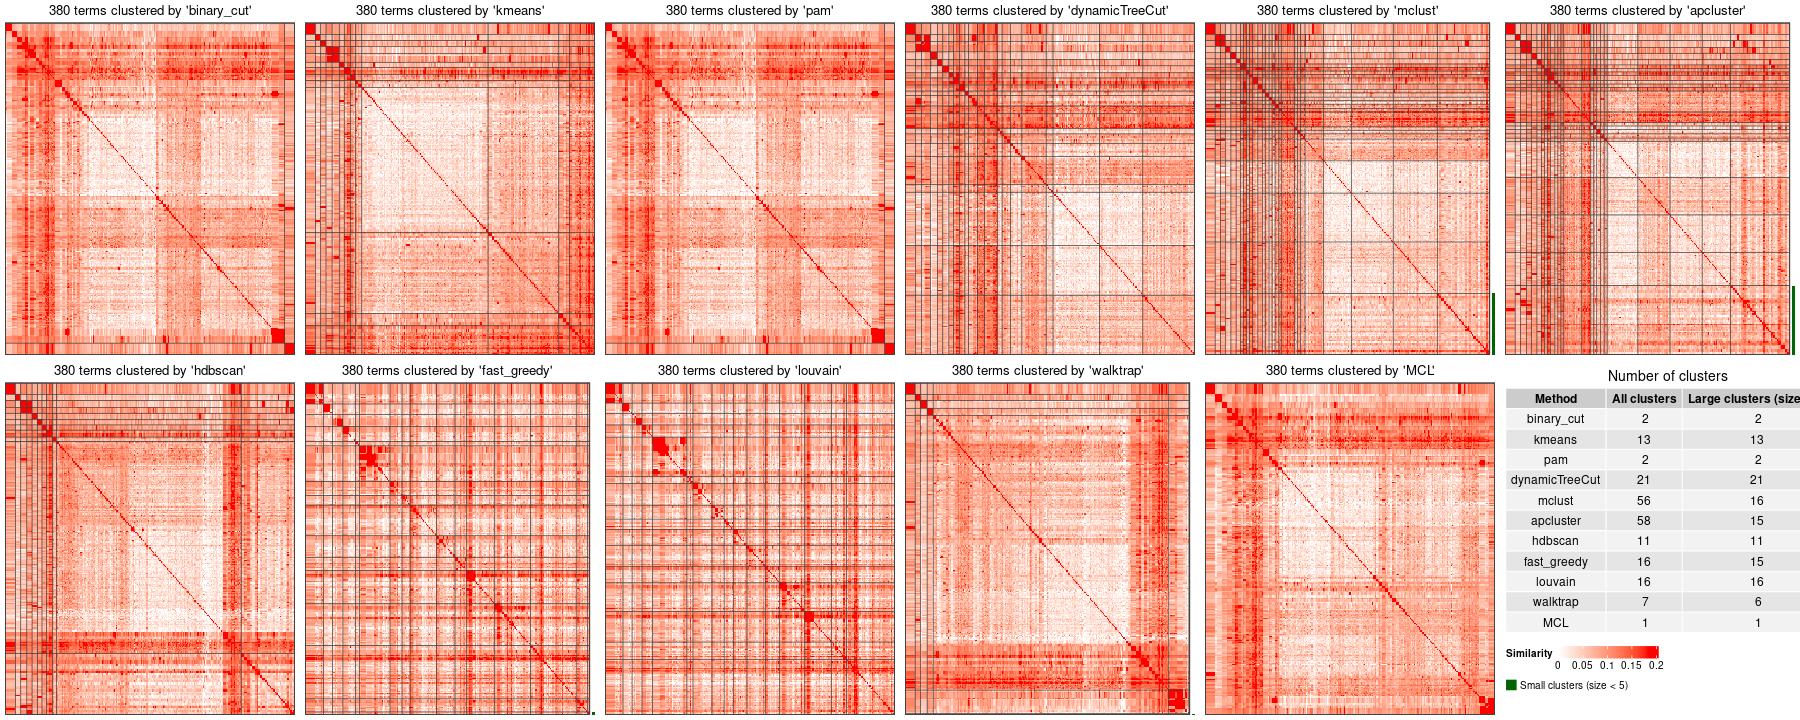 380 terms clustered by 'binary_cut'
380 terms clustered by 'kmeans'
380 terms clustered by 'pam'
380 terms clustered by 'dynamicTreeCut'
380 terms clustered by 'mclust'
380 terms clustered by 'apcluster'
380 terms clustered by 'hdbscan'
380 terms clustered by 'fast_greedy'
380 terms clustered by 'louvain'
380 terms clustered by 'walktrap'
380 terms clustered by 'MCL'
Number of clusters
Method All clusters Large clusters (size
binary_cut 2 2
kmeans 13 13
pam 2 2
dynamicTreeCut 21 21
mclust 56 16
apcluster 58 15
hdbscan 11 11
fast_greedy 16 15
louvain 16 16
walktrap 7 6
MCL 1 1
Similarity
0 0.05 0.1 0.15 0.2
Small clusters (size < 5)